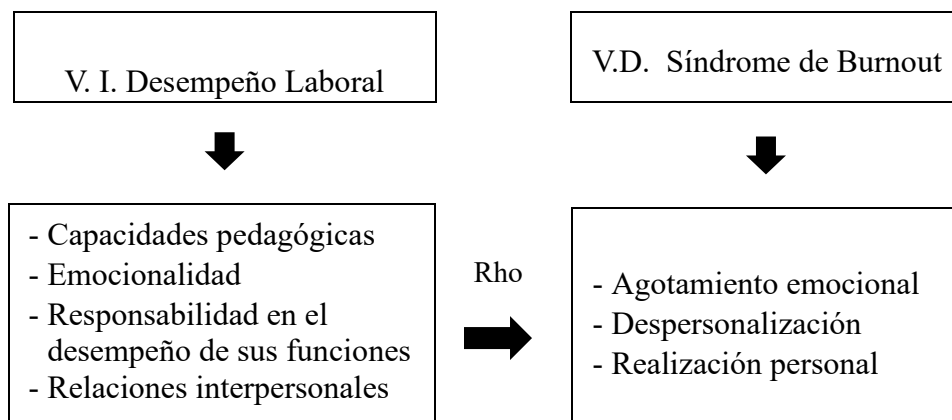 V. I. Desempeño Laboral
V.D. Síndrome de Burnout
- Capacidades pedagógicas
- Emocionalidad
- Responsabilidad en el
desempeño de sus funciones
- Relaciones interpersonales
Rho
- Agotamiento emocional
- Despersonalización
- Realización personal